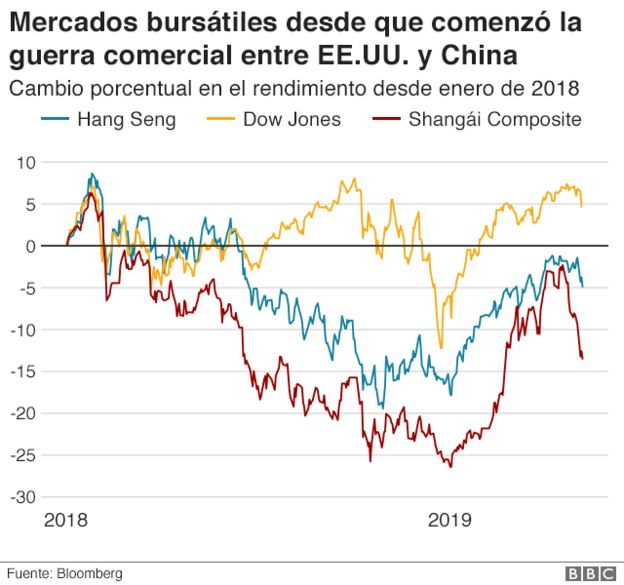 Mercados bursátiles desde que comenzó la
guerra comercial entre EE.UU. y China
Cambio porcentual en el rendimiento desde enero de 2018
Hang Seng Dow Jones Shangái Composite
10
5
0
-5
-10
-15
-20
-25
-30
2018 2019
Fuente: Bloomberg BBC